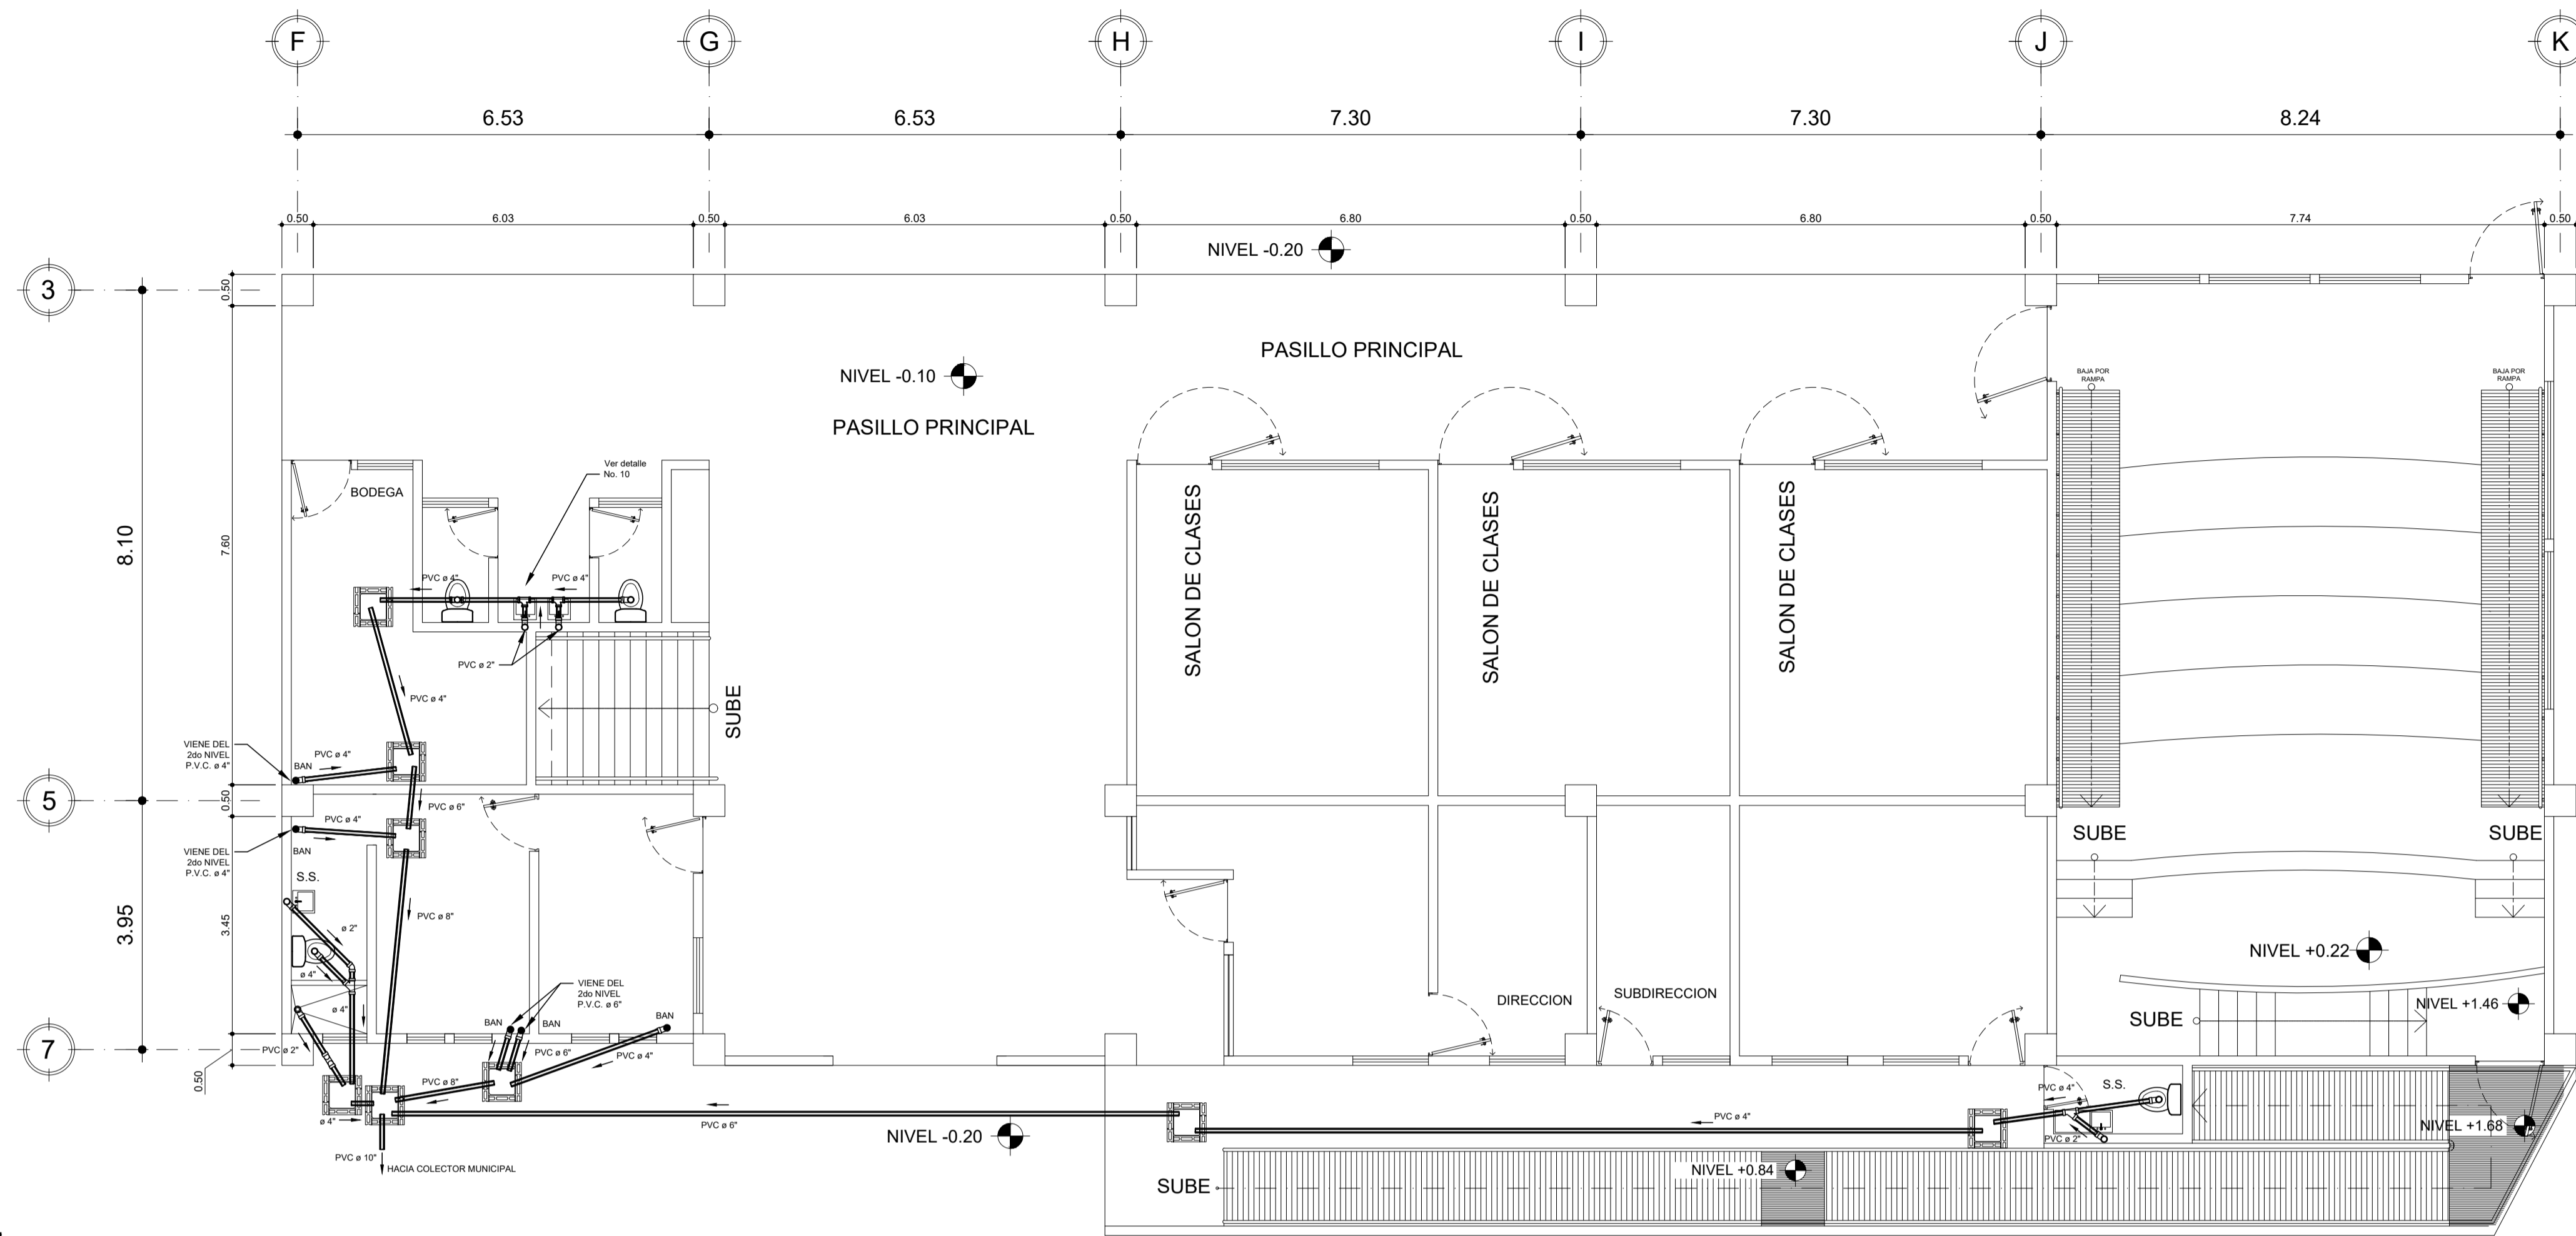 F
G
H
I
J
K
6.53
6.53
7.30
7.30
8.24
0.50
6.03
0.50
6.03
0.50
6.80
0.50
6.80
0.50
7.74
0.50
NIVEL -0.20
3
0.50
PASILLO PRINCIPAL
NIVEL -0.10
PASILLO PRINCIPAL
BAJA POR
RAMPA
BAJA POR
RAMPA
Ver detalle
No. 10
BODEGA
8.10
7.60
SALON DE CLASES
SALON DE CLASES
SALON DE CLASES
PVC ø 4"
PVC ø 4"
PVC ø 2"
PVC ø 4"
SUBE
VIENE DEL
2do NIVEL
P.V.C. ø 4"
PVC ø 4"
BAN
5
0.50
PVC ø 6"
PVC ø 4"
VIENE DEL
2do NIVEL
P.V.C. ø 4"
BAN
SUBE
SUBE
S.S.
3.95
3.45
PVC ø 8"
ø 2"
ø 4"
NIVEL +0.22
VIENE DEL
2do NIVEL
P.V.C. ø 6"
DIRECCION
SUBDIRECCION
NIVEL +1.46
ø 4"
BAN
BAN
BAN
SUBE
7
PVC ø 2"
PVC ø 6"
PVC ø 4"
0.50
PVC ø 8"
PVC ø 4"
S.S.
ø 4"
PVC ø 6"
PVC ø 4"
NIVEL -0.20
NIVEL +1.68
PVC ø 2"
PVC ø 10"
HACIA COLECTOR MUNICIPAL
NIVEL +0.84
SUBE